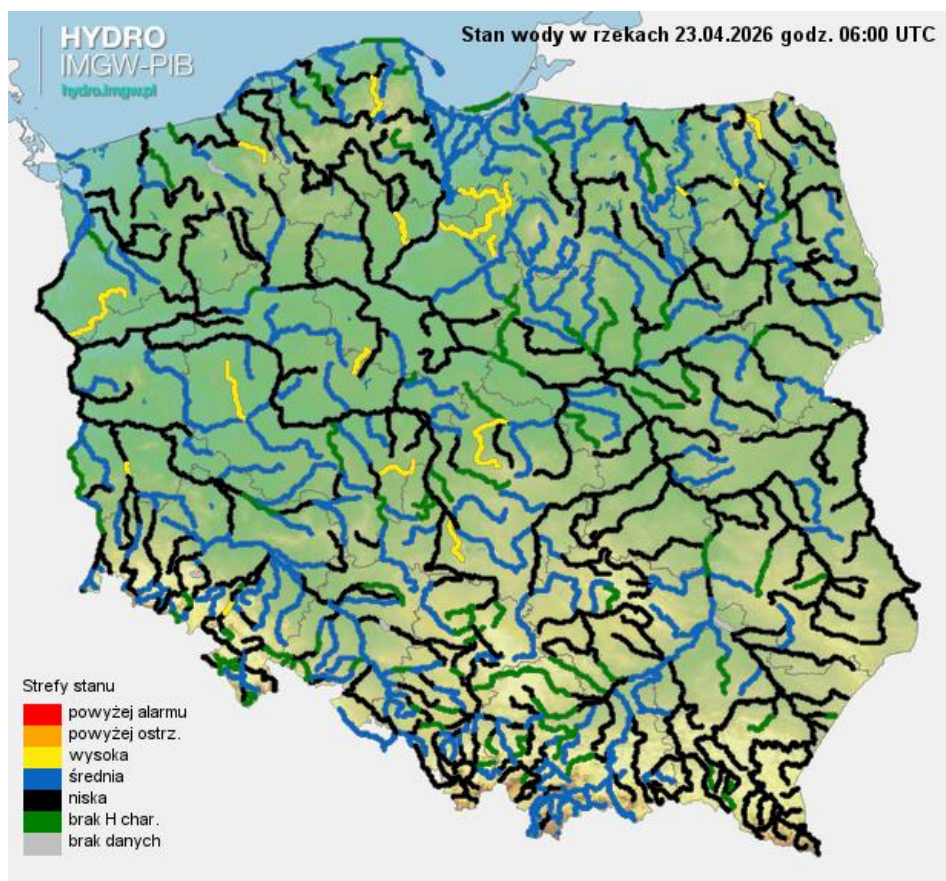 HYDRO
IMGW-PIB
hydro.imgw.pl
Stan wody w rzekach 23.04.2026 godz. 06:00 UTC
Strefy stanu
powyżej alarmu
powyżej ostrz.
wysoka
średnia
niska
brak H char.
brak danych